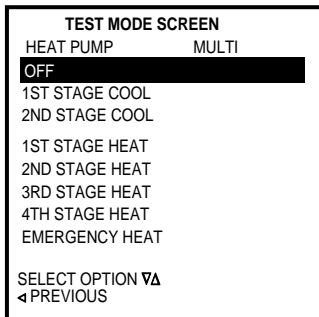 TEST MODE SCREEN
HEAT PUMP MULTI
OFF
1ST STAGE COOL
2ND STAGE COOL
1ST STAGE HEAT
2ND STAGE HEAT
3RD STAGE HEAT
4TH STAGE HEAT
EMERGENCY HEAT
SELECT OPTION ∇∆
◁ PREVIOUS